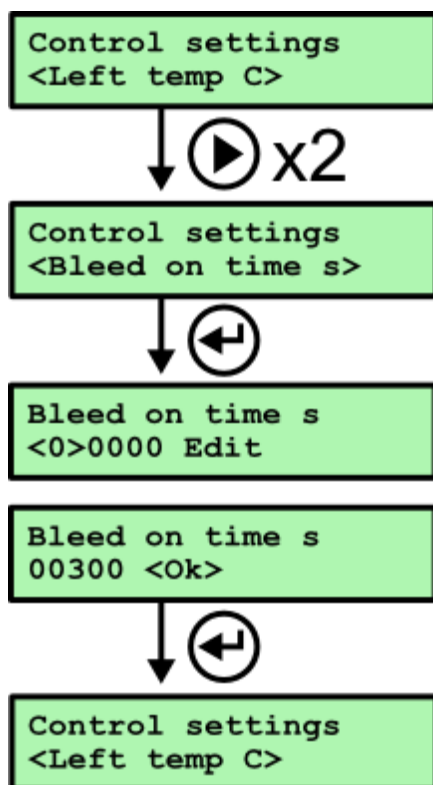 Control settings
<Left temp C>
x2
Control settings
<Bleed on time s>
Bleed on time s
<0>0000 Edit
Bleed on time s
00300 <Ok>
Control settings
<Left temp C>